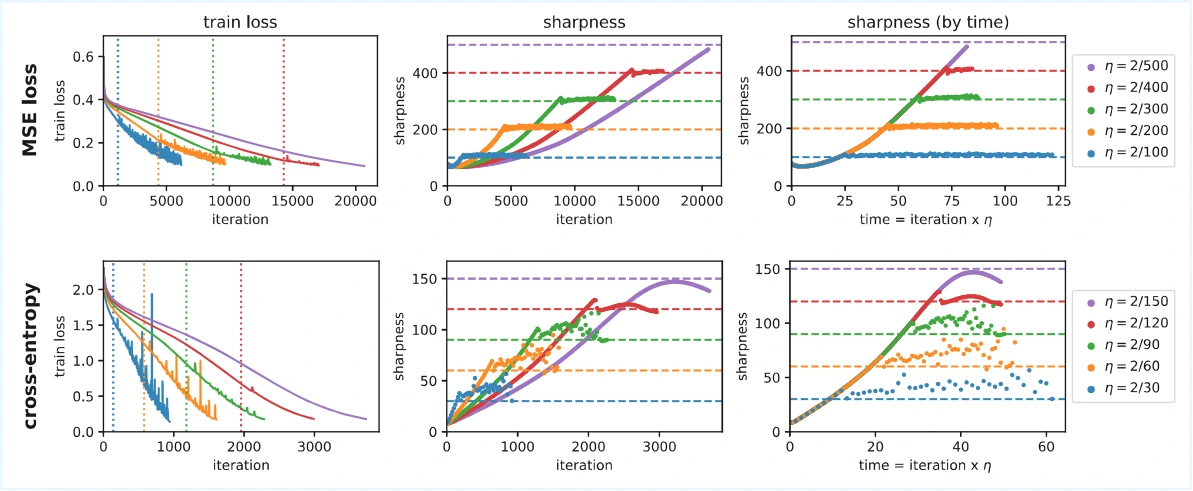 train loss
sharpness
sharpness (by time)
MSE loss
train loss
0.6
0.4
0.2
0.0
0
5000
10000
15000
20000
iteration
sharpness
400
200
0
0
5000
10000
15000
20000
iteration
sharpness
400
200
0
0
25
50
75
100
125
time = iteration x η
η = 2/500
η = 2/400
η = 2/300
η = 2/200
η = 2/100
cross-entropy
train loss
2.0
1.5
1.0
0.5
0.0
0
1000
2000
3000
iteration
sharpness
150
100
50
0
0
1000
2000
3000
iteration
sharpness
150
100
50
0
0
20
40
60
time = iteration x η
η = 2/150
η = 2/120
η = 2/90
η = 2/60
η = 2/30